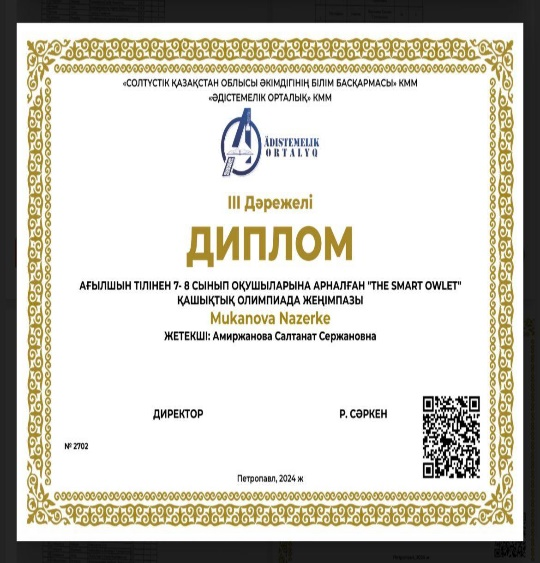 «СОЛТҮСТІК ҚАЗАҚСТАН ОБЛЫСЫ ӘКІМДІГІНІҢ БІЛІМ БАСҚАРМАСЫ» КММ
«ӘДІСТЕМЕЛІК ОРТАЛЫҚ» КММ
ÄDISTEMELIK
ORTALYQ
III Дәрежелі
ДИПЛОМ
АҒЫЛШЫН ТІЛІНЕН 7- 8 СЫНЫП ОҚУШЫЛАРЫНА АРНАЛҒАН "THE SMART OWLET"
ҚАШЫҚТЫҚ ОЛИМПИАДА ЖЕҢІМПАЗЫ
Mukanova Nazerke
ЖЕТЕКШІ: Амиржанова Салтанат Сержановна
ДИРЕКТОР Р. СӘРКЕН
№ 2702
Петропавл, 2024 ж